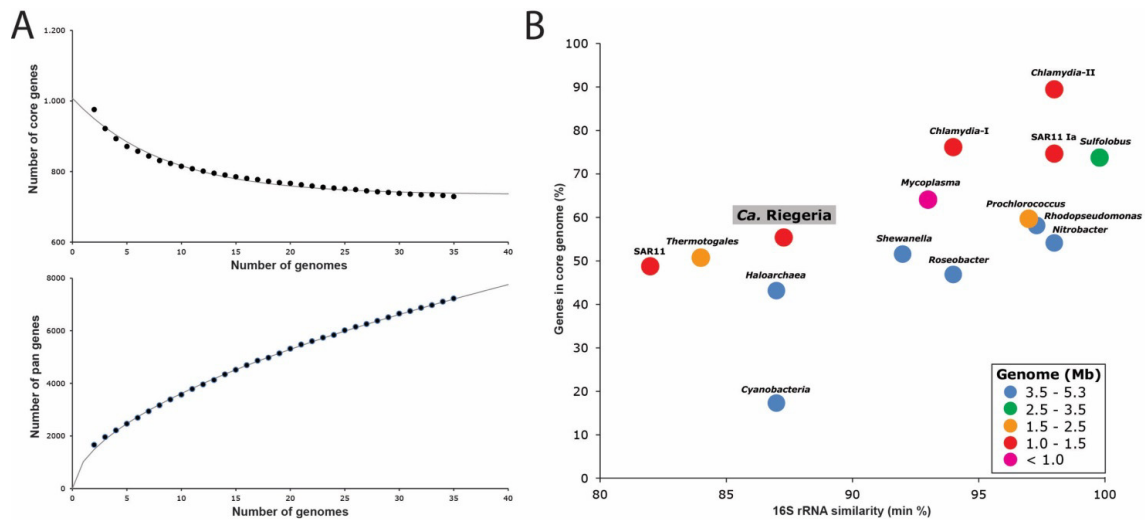 A
1.200
1.000
800
600
Number of core genes
0
5
10
15
20
25
30
35
40
Number of genomes
8000
6000
4000
2000
0
Number of pan genes
0
5
10
15
20
25
30
35
40
Number of genomes
B
100
90
80
70
60
50
40
30
20
10
0
Genes in core genome (%)
Chlamydia-II
Chlamydia-I
SAR11 Ia
Sulfolobus
Mycoplasma
Prochlorococcus
Rhodopseudomonas
Nitrobacter
Ca. Riegeria
SAR11
Thermotogales
Shewanella
Roseobacter
Haloarchaea
Cyanobacteria
Genome (Mb)
3.5 - 5.3
2.5 - 3.5
1.5 - 2.5
1.0 - 1.5
< 1.0
80
85
90
95
100
16S rRNA similarity (min %)